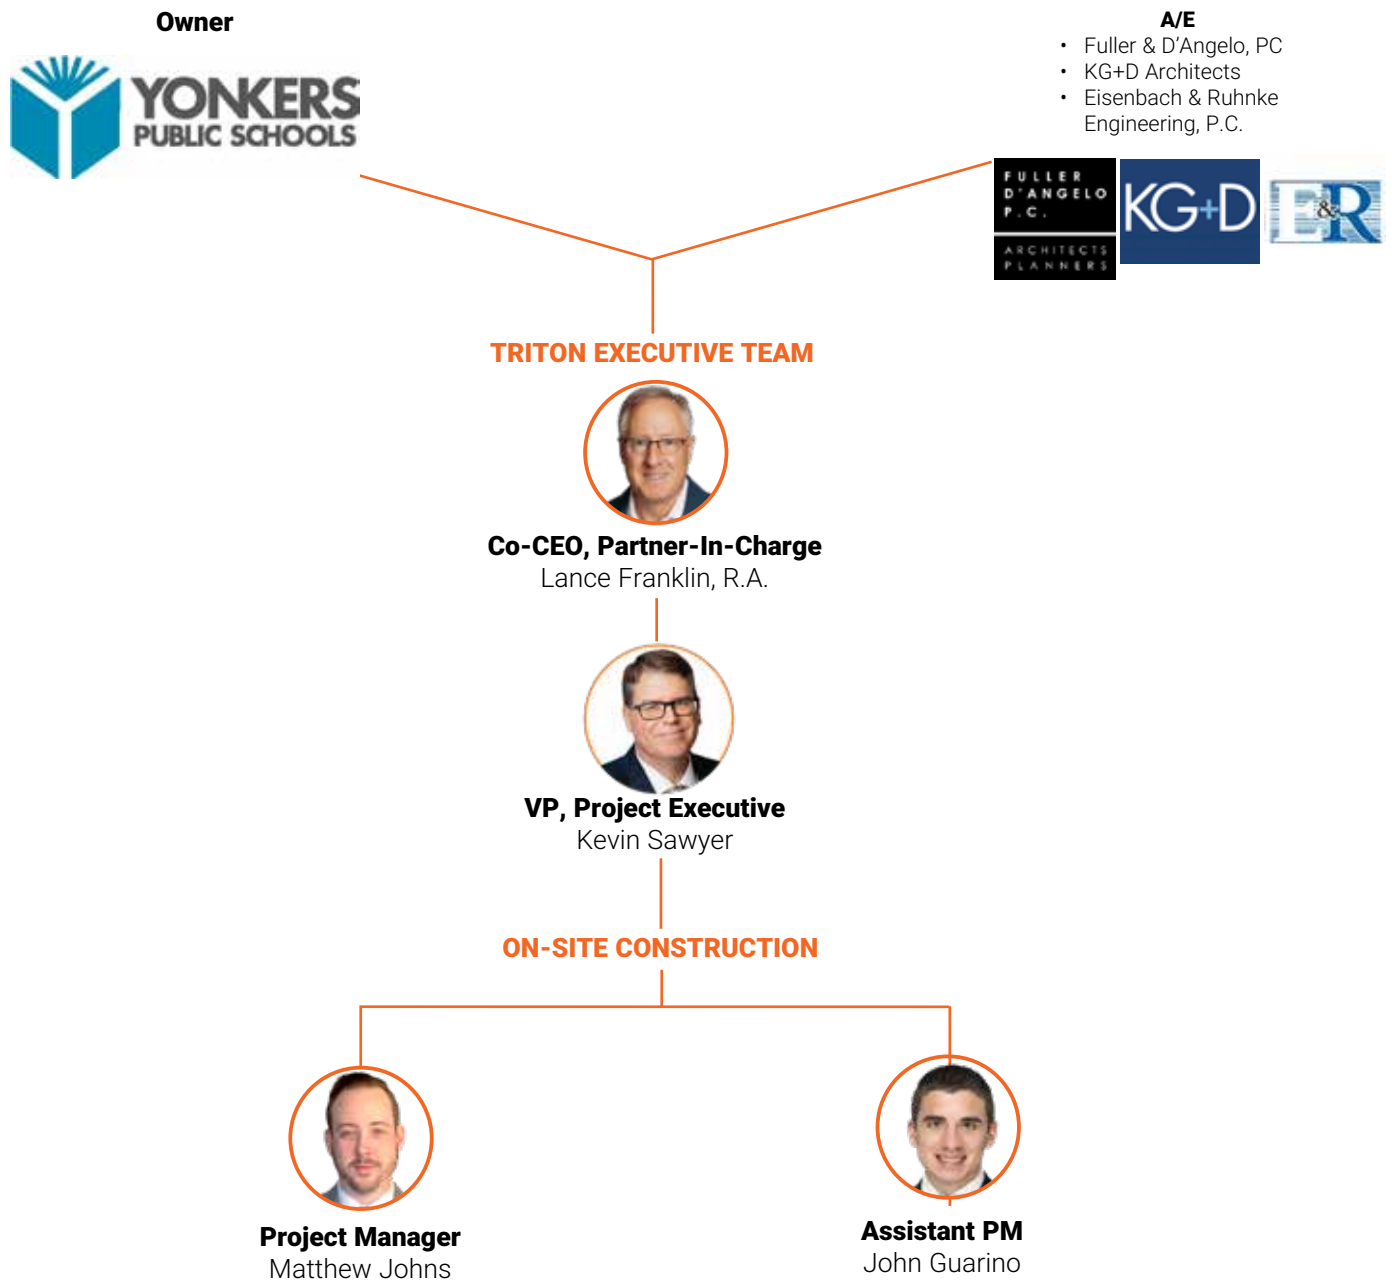 Owner
YONKERS
PUBLIC SCHOOLS
A/E
• Fuller & D'Angelo, PC
• KG+D Architects
• Eisenbach & Ruhnke
Engineering, P.C.
FULLER
D'ANGELO
P.C.
ARCHITECTS
PLANNERS
KG+D
E&R
TRITON EXECUTIVE TEAM
Co-CEO, Partner-In-Charge
Lance Franklin, R.A.
VP, Project Executive
Kevin Sawyer
ON-SITE CONSTRUCTION
Project Manager
Matthew Johns
Assistant PM
John Guarino